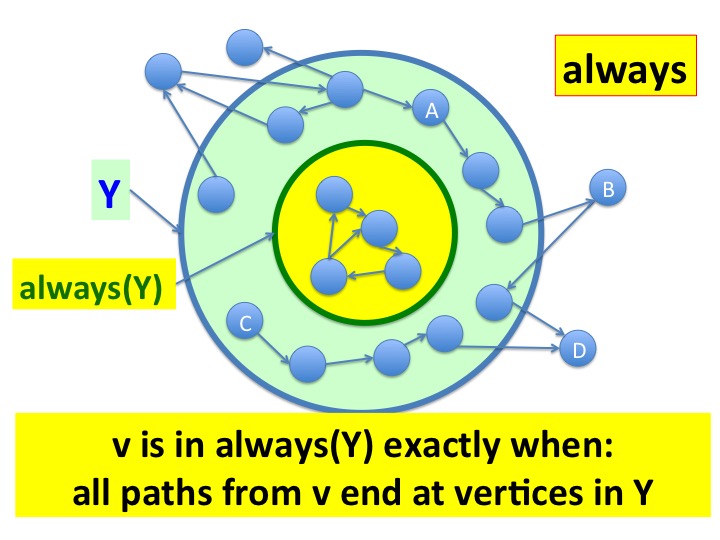 always
A
Y
B
always(Y)
C
D
v is in always(Y) exactly when:
all paths from v end at vertices in Y